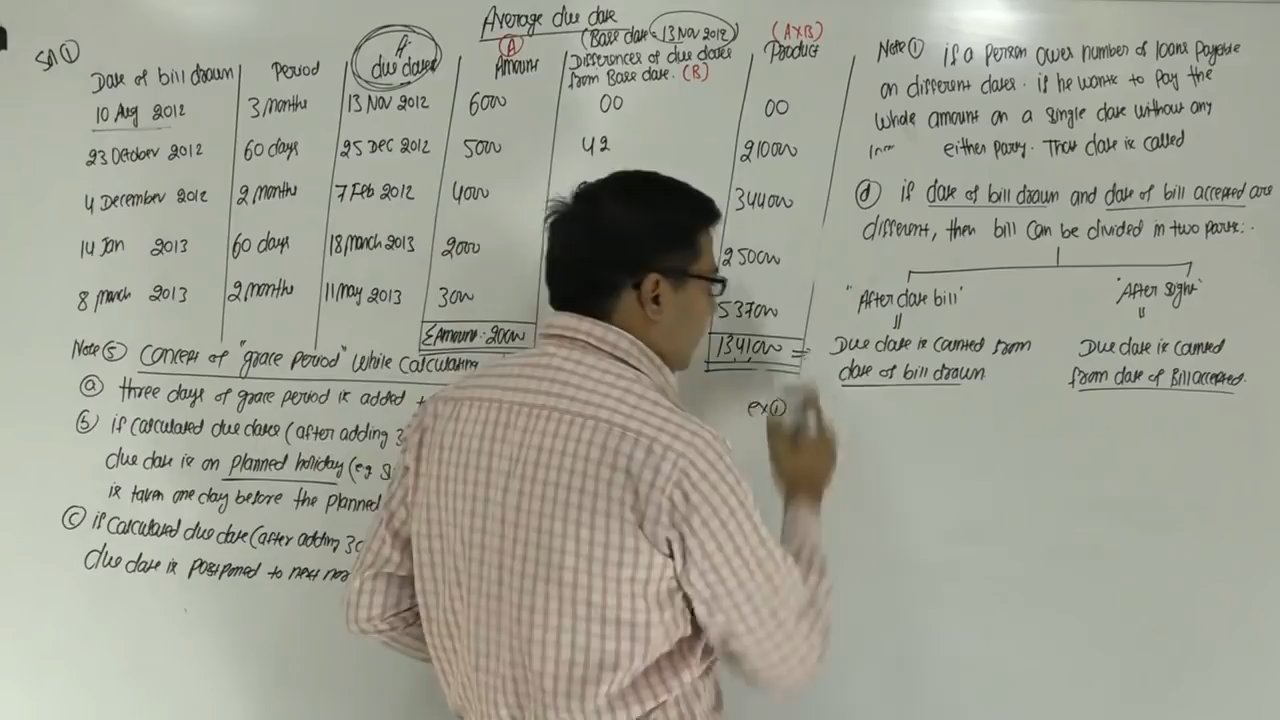 Average due date
Sol ①
Date of bill drawn Period A. due dates (A) Amount (Base date = 13 Nov 2012) Differences of due dates from Base date. (B) (AXB) Product
10 Aug 2012 3 months 13 Nov 2012 6000 00 00
23 October 2012 60 days 25 Dec 2012 5000 42 210000
4 December 2012 2 months 7 Feb 2012 4000 344000
14 Jan 2013 60 days 18 march 2013 2000 250000
8 march 2013 2 months 11 may 2013 3000 537000
ΣAmount = 20000 1341000 =
Note ⑤ Concept of "grace period" while calculating
ⓐ three days of grace period is added
ⓑ if calculated due date (after adding 3
due date is on planned holiday (eg
is taken one day before the planned
ⓒ if calculated due date (after adding 3
due date is postponed to next
ex ①
Note ① if a person owes number of loans payable
on different dates. if he wants to pay the
whole amount on a single date without any
either party. That date is called
ⓓ if date of bill drawn and date of bill accepted are
different, then bill can be divided in two parts:.
"After date bill" "After sight"
Due date is counted from
date of bill drawn
Due date is counted
from date of Bill accepted.